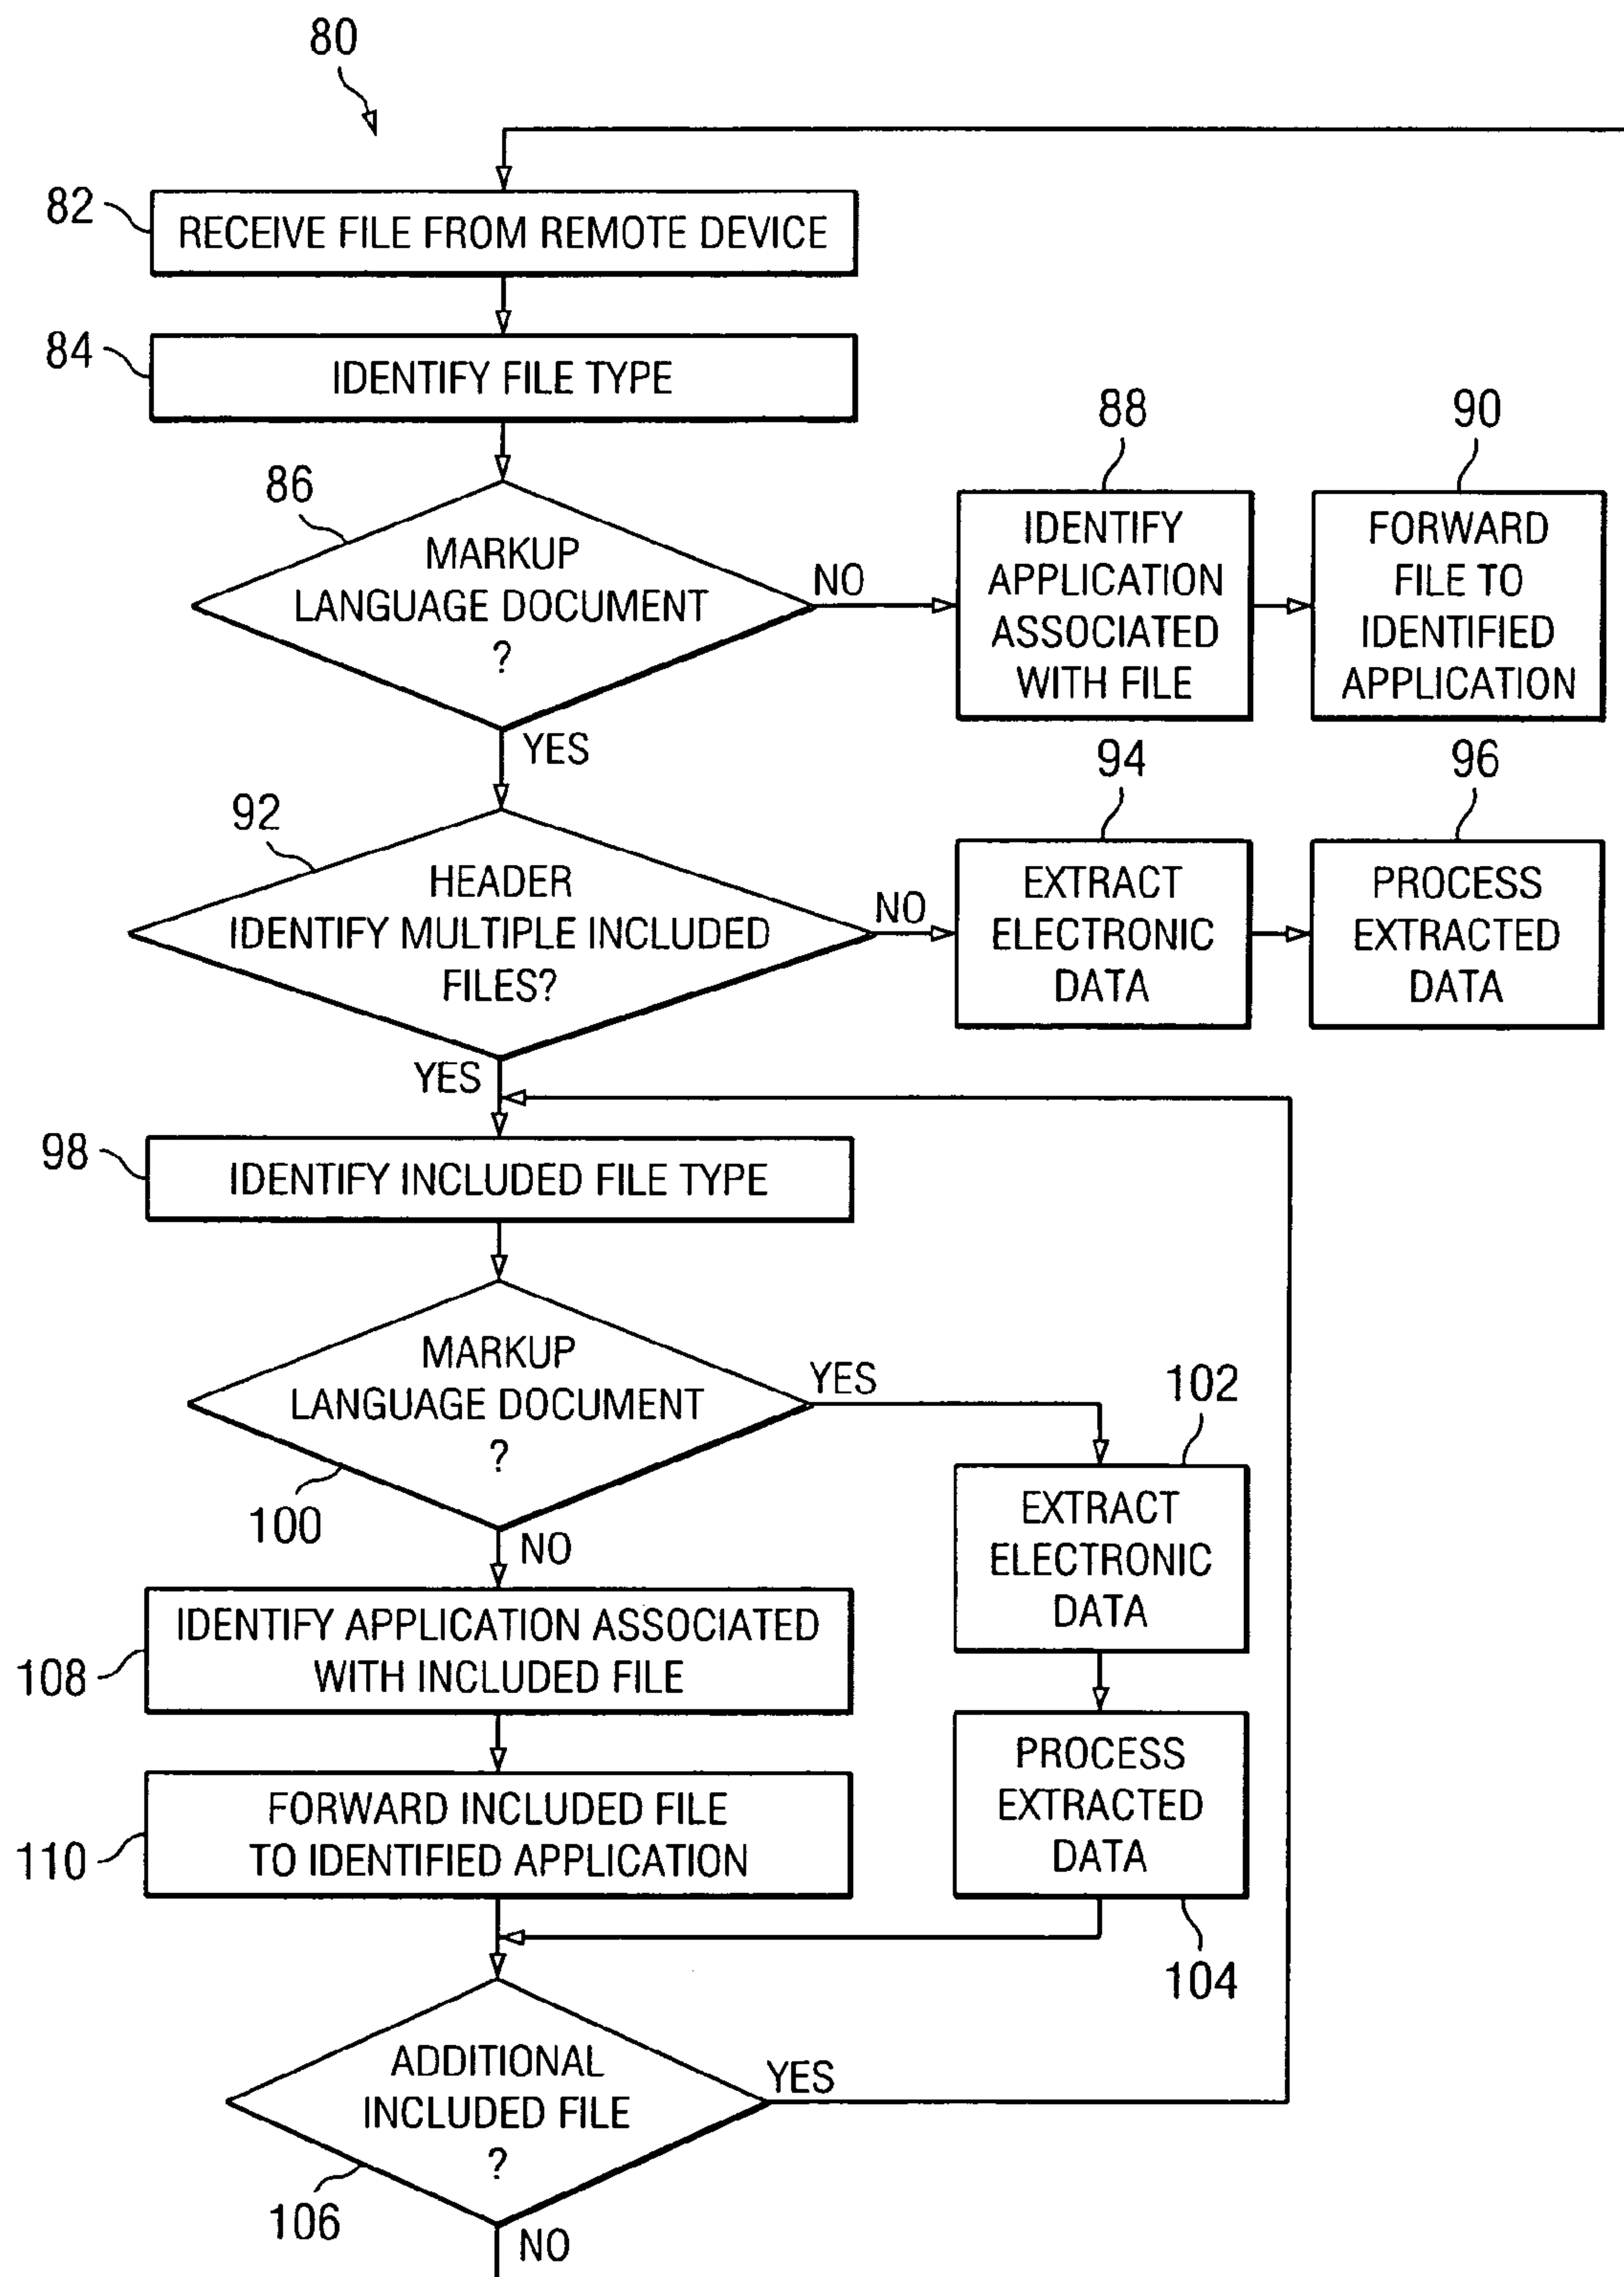 80
82
RECEIVE FILE FROM REMOTE DEVICE
84
IDENTIFY FILE TYPE
86
MARKUP
LANGUAGE DOCUMENT
?
NO
YES
88
IDENTIFY
APPLICATION
ASSOCIATED
WITH FILE
90
FORWARD
FILE TO
IDENTIFIED
APPLICATION
92
HEADER
IDENTIFY MULTIPLE INCLUDED
FILES?
NO
YES
94
EXTRACT
ELECTRONIC
DATA
96
PROCESS
EXTRACTED
DATA
98
IDENTIFY INCLUDED FILE TYPE
MARKUP
LANGUAGE DOCUMENT
?
100
YES
NO
102
EXTRACT
ELECTRONIC
DATA
108
IDENTIFY APPLICATION ASSOCIATED
WITH INCLUDED FILE
PROCESS
EXTRACTED
DATA
104
110
FORWARD INCLUDED FILE
TO IDENTIFIED APPLICATION
ADDITIONAL
INCLUDED FILE
?
106
YES
NO